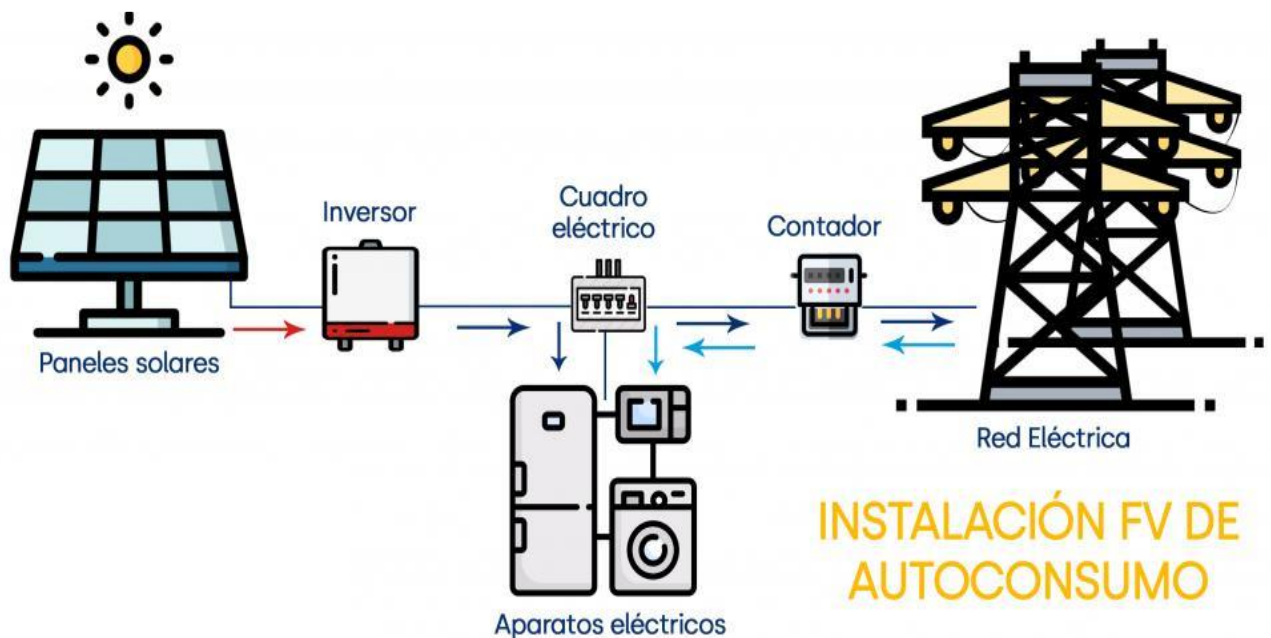 Inversor
Cuadro
eléctrico
Contador
Paneles solares
Red Eléctrica
INSTALACIÓN FV DE
AUTOCONSUMO
Aparatos eléctricos